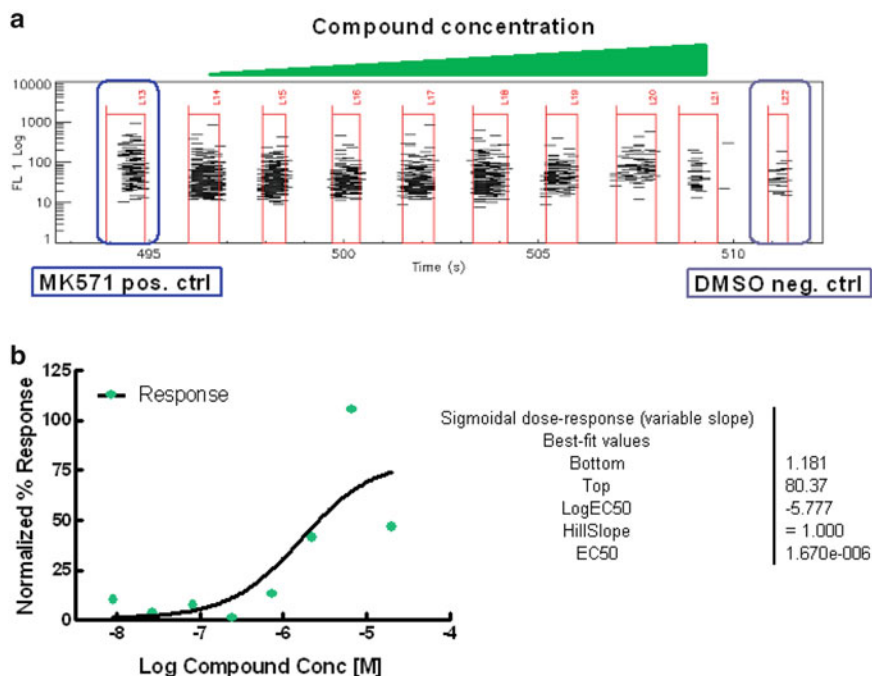 a
Compound concentration
FL 1 Log
10000
1000
100
10
1
L13
L14
L15
L16
L17
L18
L19
L20
L21
L22
495
500
505
510
Time (s)
MK571 pos. ctrl
DMSO neg. ctrl
b
Normalized % Response
125
100
75
50
25
0
Response
-8
-7
-6
-5
-4
Log Compound Conc [M]
Sigmoidal dose-response (variable slope)
Best-fit values
Bottom 1.181
Top 80.37
LogEC50 -5.777
HillSlope = 1.000
EC50 1.670e-006